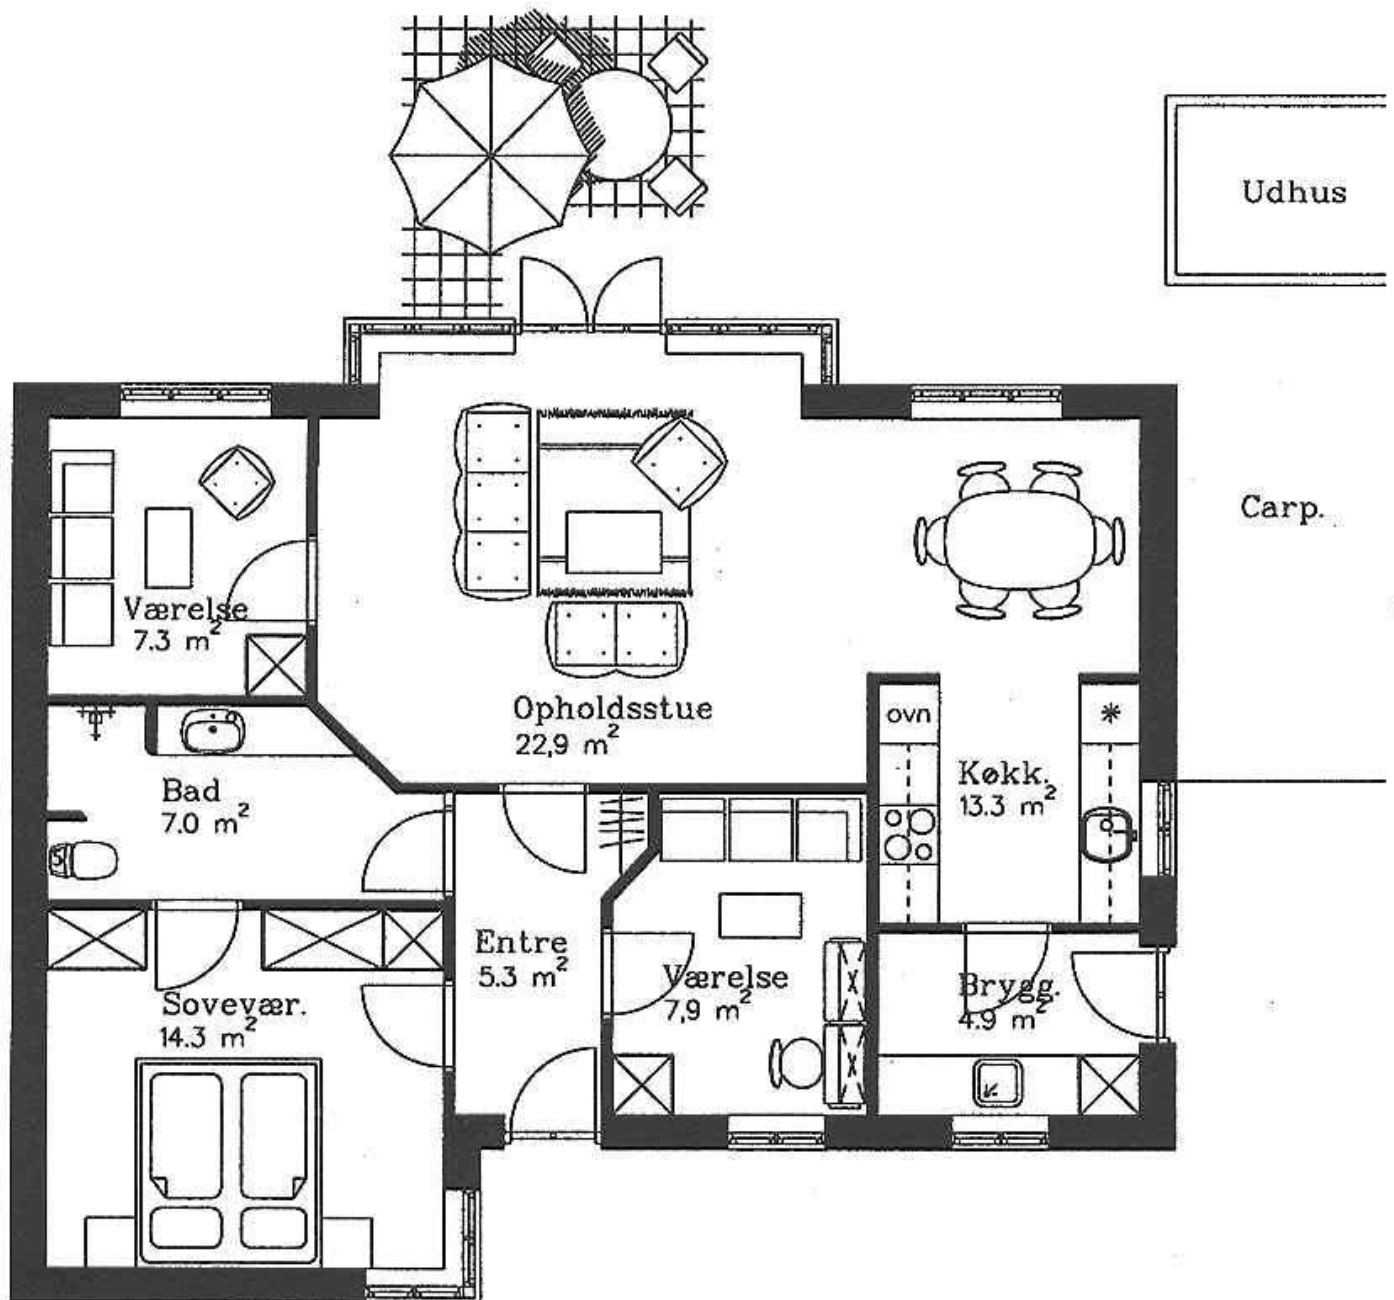 Udhus
Carp.
Værelse
7.3 m²
Opholdsstue
22,9 m²
ovn
*
Køkk.
13.3 m²
Bad
7.0 m²
Entre
5.3 m²
Værelse
7,9 m²
Brygg.
4.9 m²
Sovevær.
14.3 m²